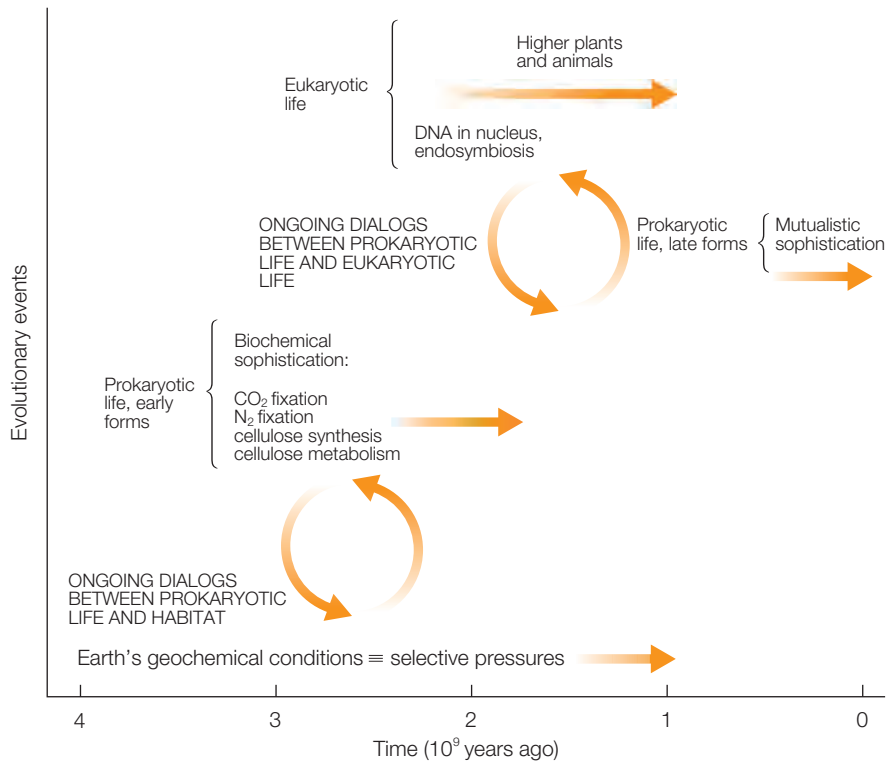 Higher plants
and animals
Eukaryotic
life
DNA in nucleus,
endosymbiosis
ONGOING DIALOGS
BETWEEN PROKARYOTIC
LIFE AND EUKARYOTIC
LIFE
Prokaryotic
life, late forms
Mutualistic
sophistication
Biochemical
sophistication:
Prokaryotic
life, early
forms
CO₂ fixation
N₂ fixation
cellulose synthesis
cellulose metabolism
ONGOING DIALOGS
BETWEEN PROKARYOTIC
LIFE AND HABITAT
Earth's geochemical conditions ≡ selective pressures
Evolutionary events
4 3 2 1 0
Time (10⁹ years ago)